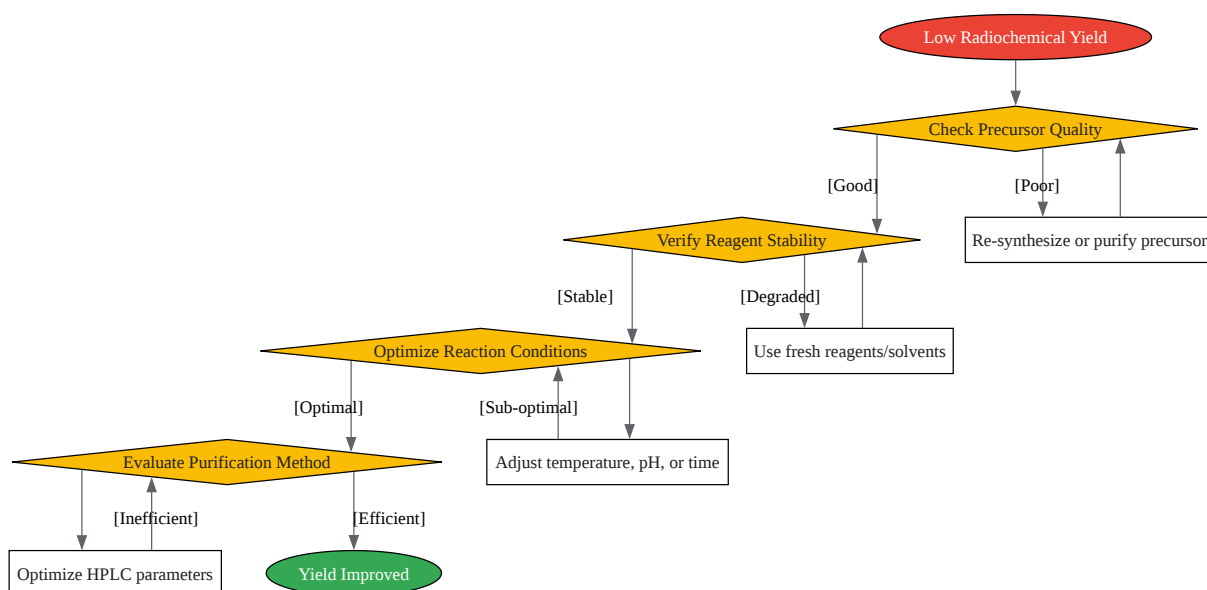 Low Radiochemical Yield
Check Precursor Quality
[Good]
[Poor]
Verify Reagent Stability
Re-synthesize or purify precursor
[Stable]
[Degraded]
Optimize Reaction Conditions
Use fresh reagents/solvents
[Optimal]
[Sub-optimal]
Evaluate Purification Method
Adjust temperature, pH, or time
[Inefficient]
[Efficient]
Optimize HPLC parameters
Yield Improved